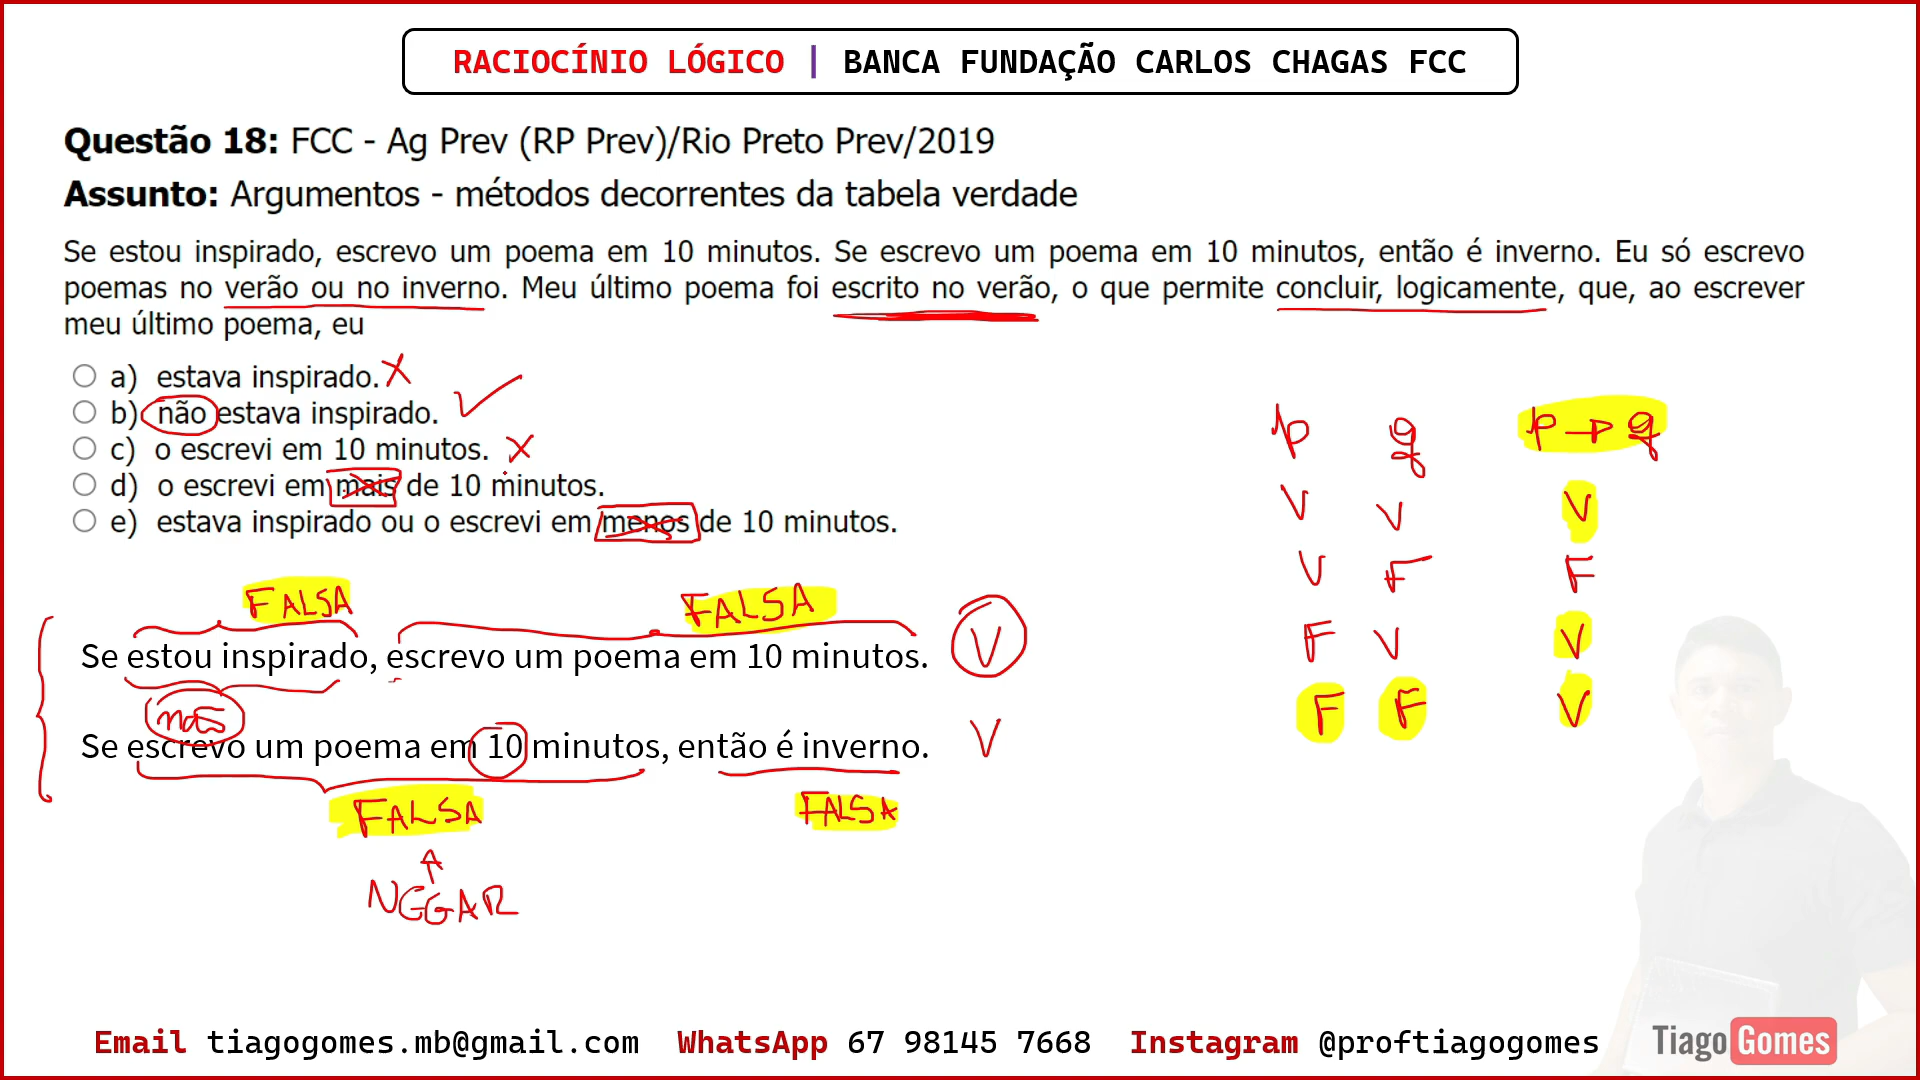 RACIOCÍNIO LÓGICO | BANCA FUNDAÇÃO CARLOS CHAGAS FCC
Questão 18: FCC - Ag Prev (RP Prev)/Rio Preto Prev/2019
Assunto: Argumentos - métodos decorrentes da tabela verdade
Se estou inspirado, escrevo um poema em 10 minutos. Se escrevo um poema em 10 minutos, então é inverno. Eu só escrevo
poemas no verão ou no inverno. Meu último poema foi escrito no verão, o que permite concluir, logicamente, que, ao escrever
meu último poema, eu
a) estava inspirado. X
b) não estava inspirado. ✓
c) o escrevi em 10 minutos. X
d) o escrevi em mais de 10 minutos.
e) estava inspirado ou o escrevi em menos de 10 minutos.
p q p → q
V V V
V F F
F V V
F F V
FALSA FALSA
Se estou inspirado, escrevo um poema em 10 minutos. V
não
Se escrevo um poema em 10 minutos, então é inverno. V
FALSA FALSA
NEGAR
Email tiagogomes.mb@gmail.com WhatsApp 67 98145 7668 Instagram @proftiagogomes
Tiago Gomes